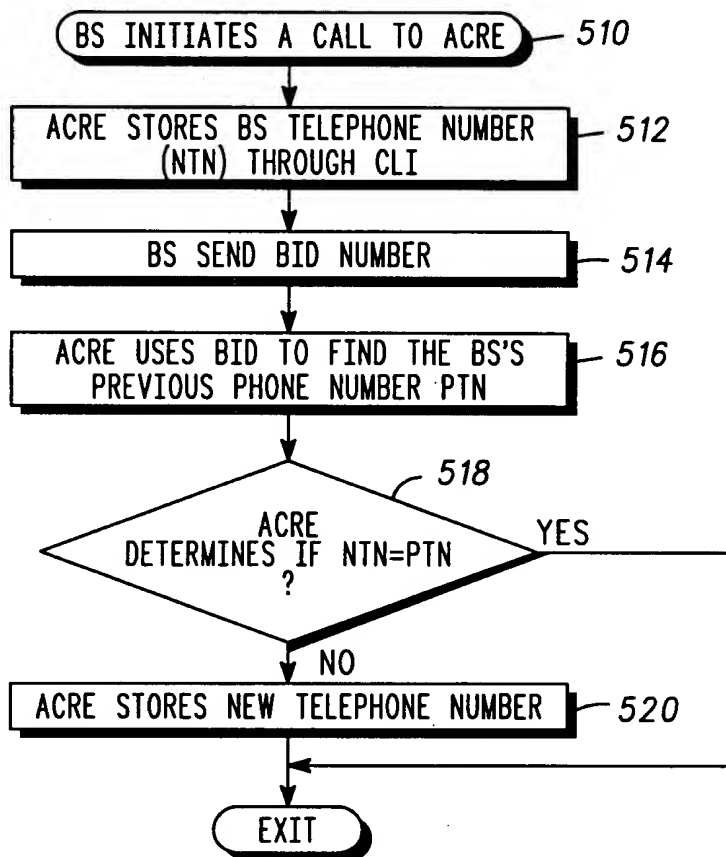 BS INITIATES A CALL TO ACRE
510
ACRE STORES BS TELEPHONE NUMBER
(NTN) THROUGH CLI
512
BS SEND BID NUMBER
514
ACRE USES BID TO FIND THE BS'S
PREVIOUS PHONE NUMBER PTN
516
518
ACRE
DETERMINES IF NTN=PTN
?
YES
NO
ACRE STORES NEW TELEPHONE NUMBER
520
EXIT